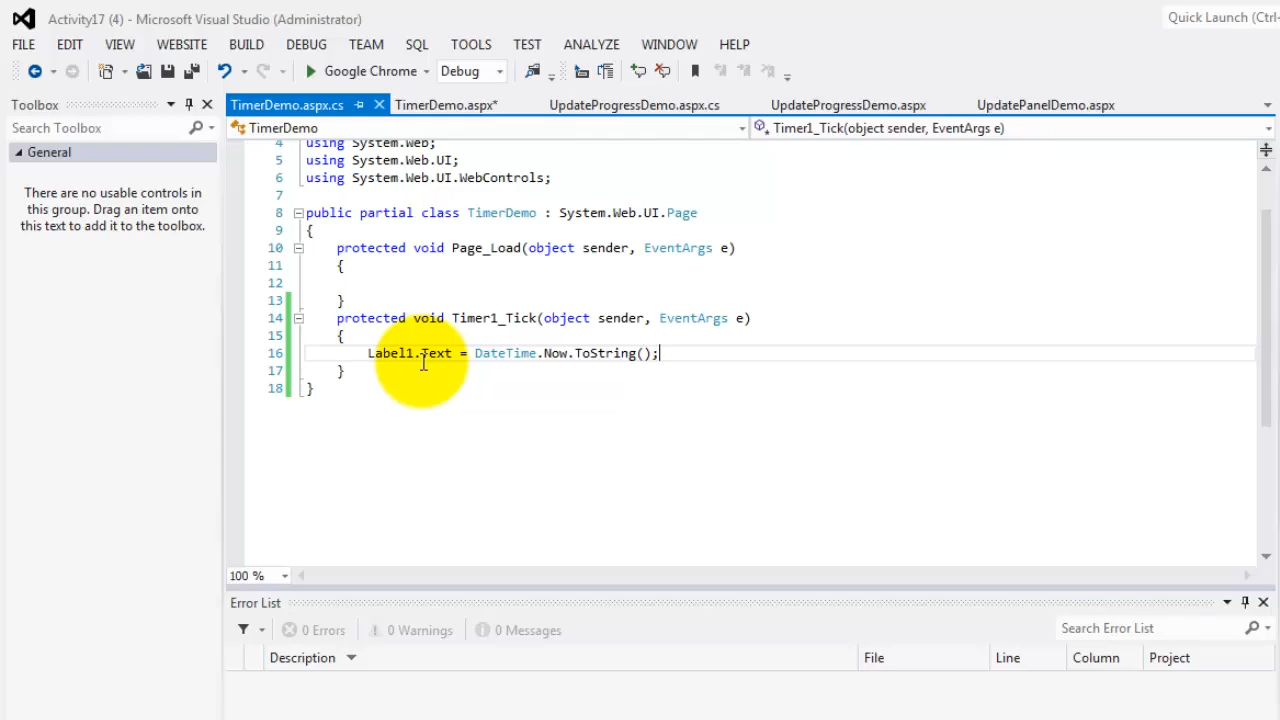 Activity17 (4) - Microsoft Visual Studio (Administrator)
Quick Launch (Ctrl-
FILE EDIT VIEW WEBSITE BUILD DEBUG TEAM SQL TOOLS TEST ANALYZE WINDOW HELP
Google Chrome Debug
Toolbox
TimerDemo.aspx.cs TimerDemo.aspx* UpdateProgressDemo.aspx.cs UpdateProgressDemo.aspx UpdatePanelDemo.aspx
Search Toolbox
TimerDemo Timer1_Tick(object sender, EventArgs e)
General
There are no usable controls in
this group. Drag an item onto
this text to add it to the toolbox.
4 using System.Web;
5 using System.Web.UI;
6 using System.Web.UI.WebControls;
7
8 public partial class TimerDemo : System.Web.UI.Page
9 {
10 protected void Page_Load(object sender, EventArgs e)
11 {
12
13 }
14 protected void Timer1_Tick(object sender, EventArgs e)
15 {
16 Label1.Text = DateTime.Now.ToString();
17 }
18 }
100 %
Error List
0 Errors 0 Warnings 0 Messages
Search Error List
Description File Line Column Project